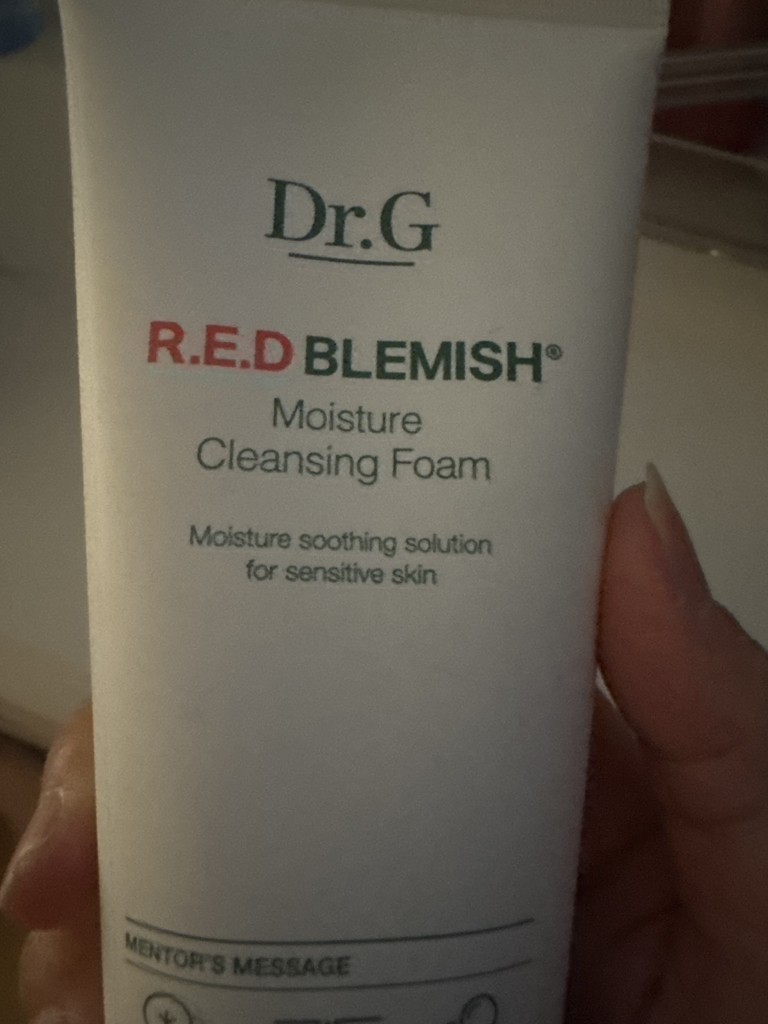 Dr.G
R.E.D BLEMISH®
Moisture
Cleansing Foam
Moisture soothing solution
for sensitive skin
MENTOR'S MESSAGE